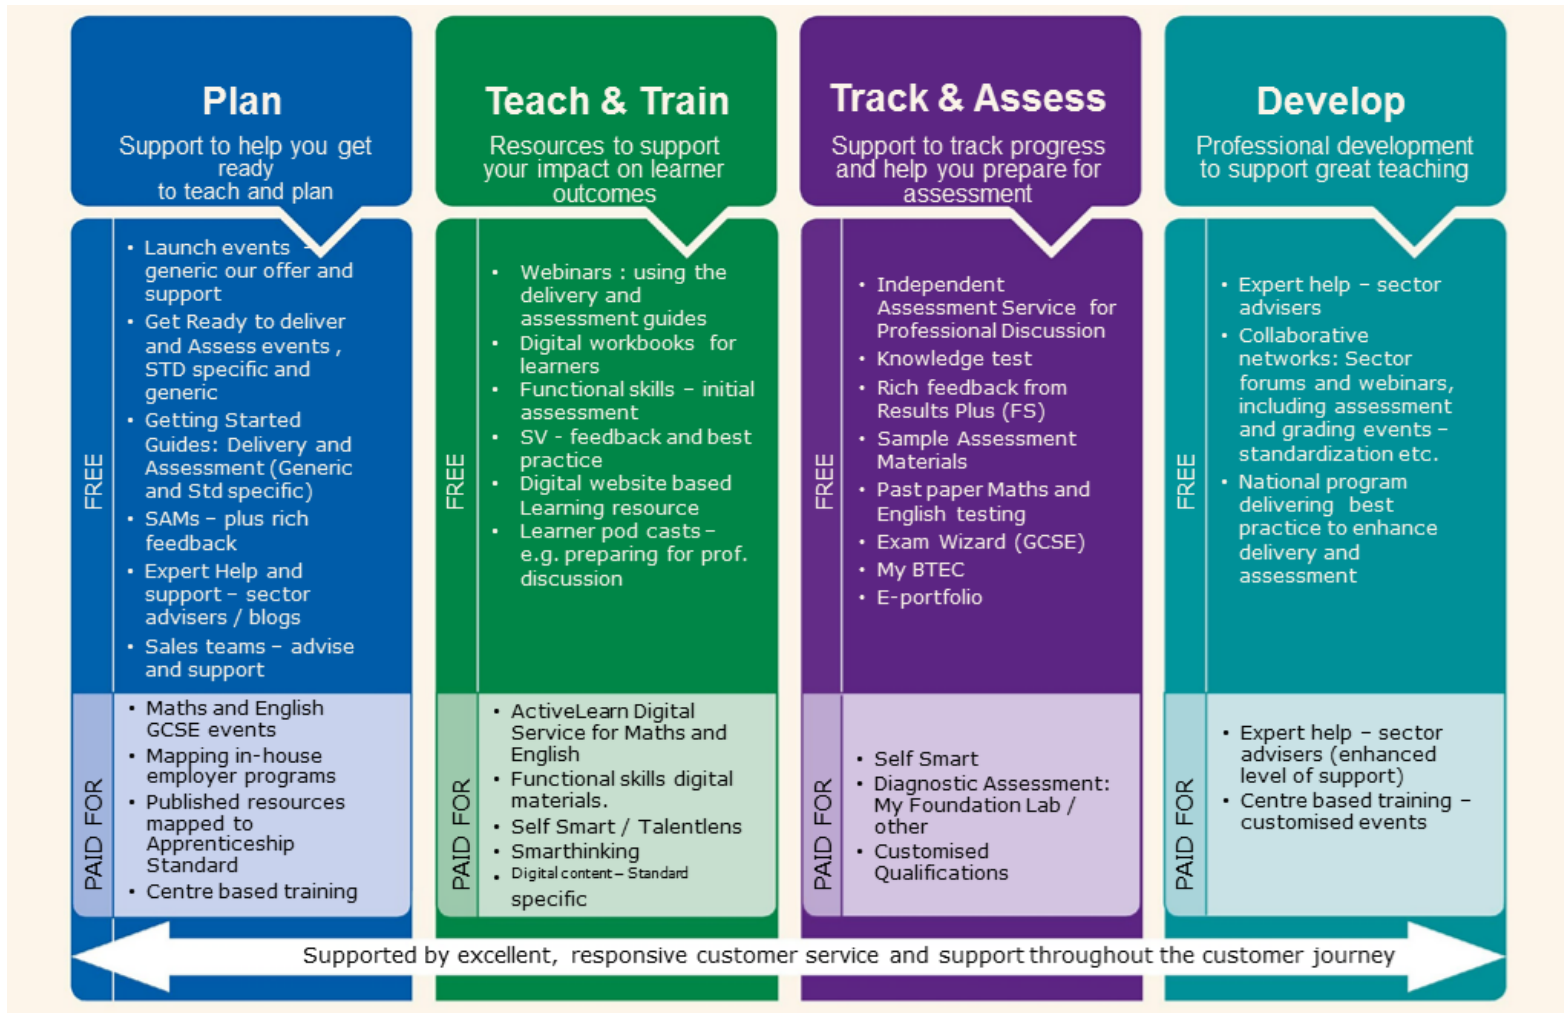 Plan
Support to help you get
ready
to teach and plan
FREE
• Launch events –
generic our offer and
support
• Get Ready to deliver
and Assess events ,
STD specific and
generic
• Getting Started
Guides: Delivery and
Assessment (Generic
and Std specific)
• SAMs – plus rich
feedback
• Expert Help and
support – sector
advisers / blogs
• Sales teams – advise
and support
PAID FOR
• Maths and English
GCSE events
• Mapping in-house
employer programs
• Published resources
mapped to
Apprenticeship
Standard
• Centre based training
Teach & Train
Resources to support
your impact on learner
outcomes
FREE
• Webinars : using the
delivery and
assessment guides
• Digital workbooks for
learners
• Functional skills – initial
assessment
• SV - feedback and best
practice
• Digital website based
Learning resource
• Learner pod casts –
e.g. preparing for prof.
discussion
PAID FOR
• ActiveLearn Digital
Service for Maths and
English
• Functional skills digital
materials.
• Self Smart / Talentlens
• Smarthinking
• Digital content – Standard
specific
Track & Assess
Support to track progress
and help you prepare for
assessment
FREE
• Independent
Assessment Service for
Professional Discussion
• Knowledge test
• Rich feedback from
Results Plus (FS)
• Sample Assessment
Materials
• Past paper Maths and
English testing
• Exam Wizard (GCSE)
• My BTEC
• E-portfolio
PAID FOR
• Self Smart
• Diagnostic Assessment:
My Foundation Lab /
other
• Customised
Qualifications
Develop
Professional development
to support great teaching
FREE
• Expert help – sector
advisers
• Collaborative
networks: Sector
forums and webinars,
including assessment
and grading events –
standardization etc.
• National program
delivering best
practice to enhance
delivery and
assessment
PAID FOR
• Expert help – sector
advisers (enhanced
level of support)
• Centre based training –
customised events
Supported by excellent, responsive customer service and support throughout the customer journey